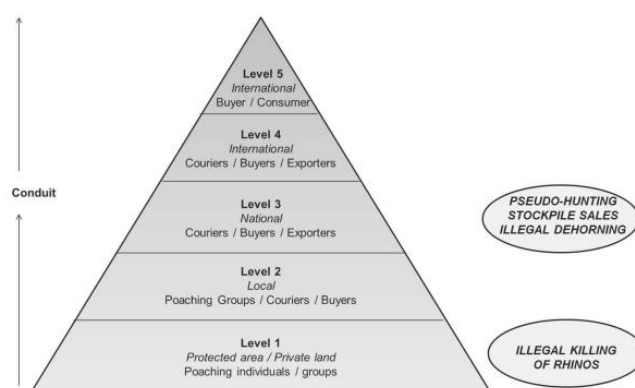 Level 5
International
Buyer / Consumer
Level 4
International
Couriers / Buyers / Exporters
Conduit
Level 3
National
Couriers / Buyers / Exporters
PSEUDO-HUNTING
STOCKPILE SALES
ILLEGAL DEHORNING
Level 2
Local
Poaching Groups / Couriers / Buyers
Level 1
Protected area / Private land
Poaching individuals / groups
ILLEGAL KILLING
OF RHINOS